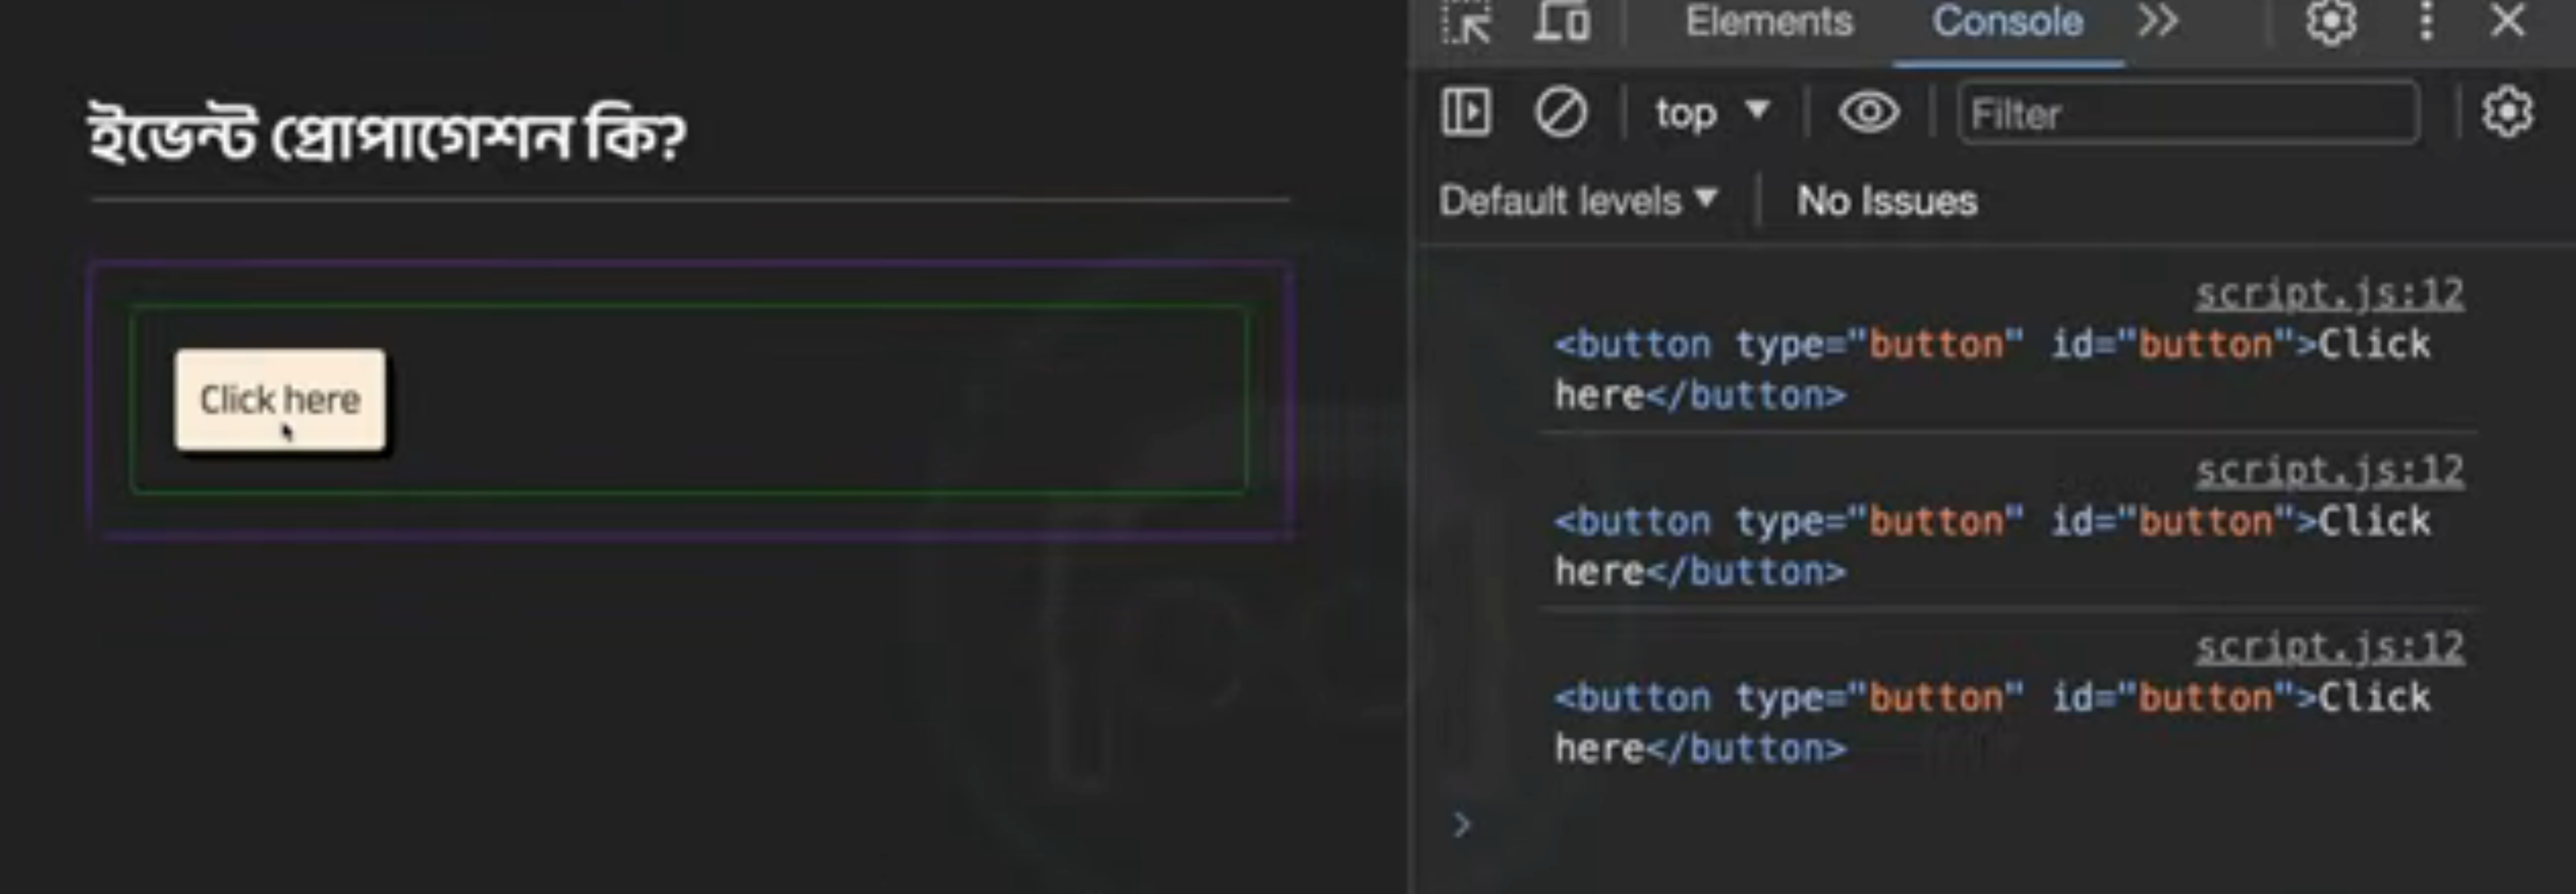 ইভেন্ট প্রোপাগেশন কি?
Click here
Elements Console
top Filter
Default levels No Issues
script.js:12
<button type="button" id="button">Click
here</button>
script.js:12
<button type="button" id="button">Click
here</button>
script.js:12
<button type="button" id="button">Click
here</button>